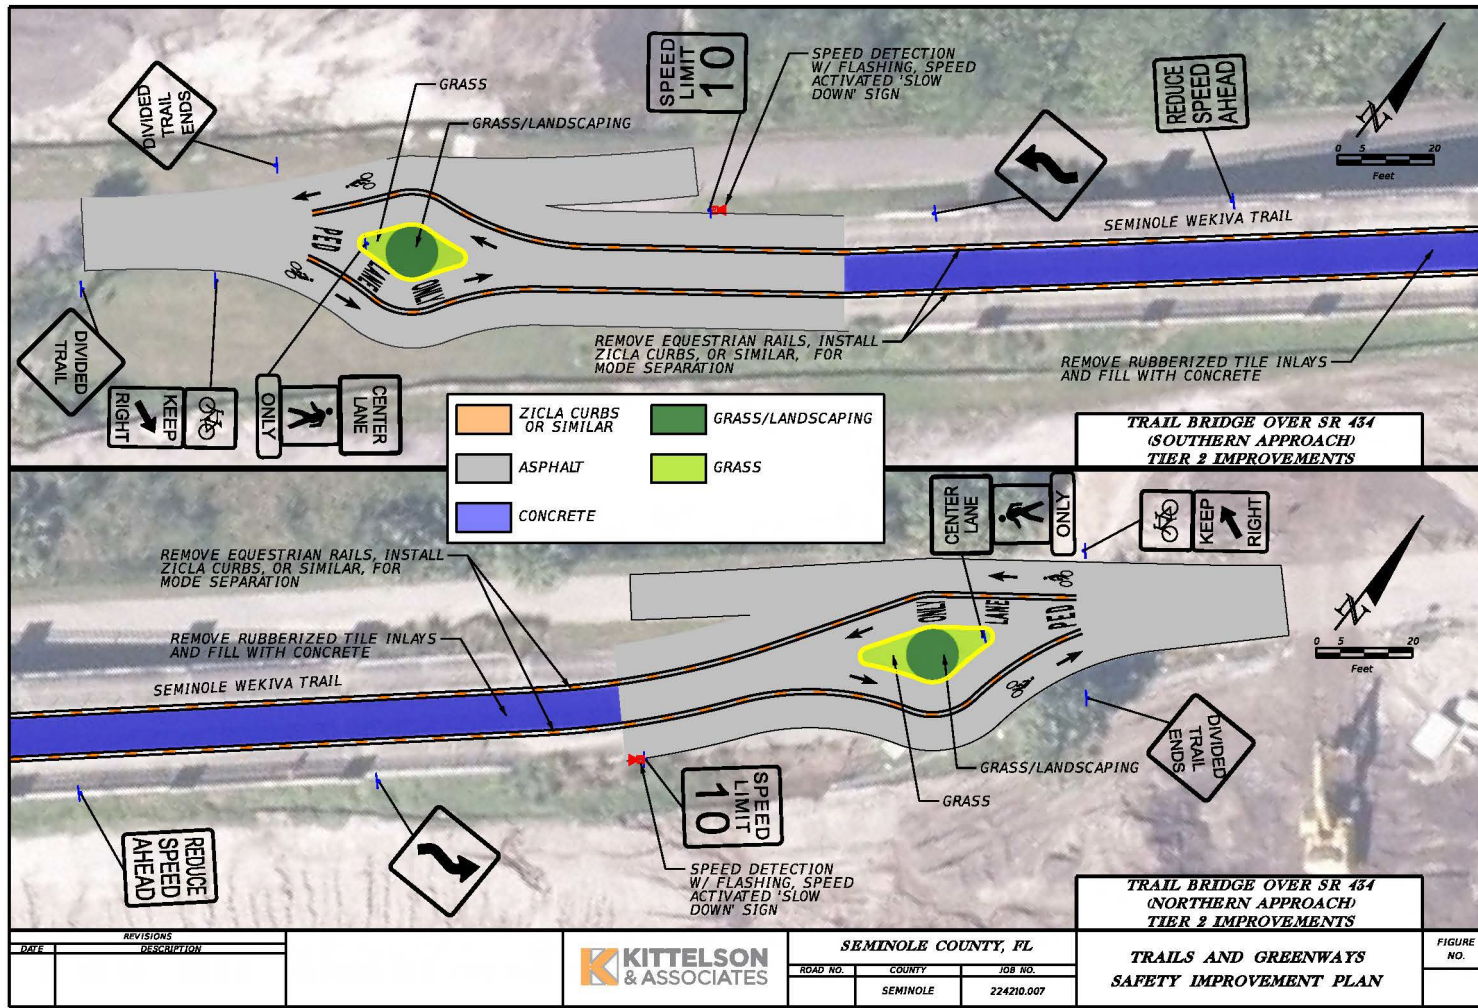 DIVIDED
TRAIL
ENDS
GRASS
GRASS/LANDSCAPING
SPEED
LIMIT
10
SPEED DETECTION
W/ FLASHING, SPEED
ACTIVATED 'SLOW
DOWN' SIGN
REDUCE
SPEED
AHEAD
N
0 5 20
Feet
SEMINOLE WEKIVA TRAIL
PED
LANE
ONLY
DIVIDED
TRAIL
KEEP
RIGHT
ONLY
CENTER
LANE
REMOVE EQUESTRIAN RAILS, INSTALL
ZICLA CURBS, OR SIMILAR, FOR
MODE SEPARATION
REMOVE RUBBERIZED TILE INLAYS
AND FILL WITH CONCRETE
TRAIL BRIDGE OVER SR 434
(SOUTHERN APPROACH)
TIER 2 IMPROVEMENTS
ZICLA CURBS
OR SIMILAR
GRASS/LANDSCAPING
ASPHALT
GRASS
CONCRETE
REMOVE EQUESTRIAN RAILS, INSTALL
ZICLA CURBS, OR SIMILAR, FOR
MODE SEPARATION
REMOVE RUBBERIZED TILE INLAYS
AND FILL WITH CONCRETE
SEMINOLE WEKIVA TRAIL
CENTER
LANE
ONLY
KEEP
RIGHT
ONLY
LANE
PED
N
0 5 20
Feet
DIVIDED
TRAIL
ENDS
GRASS/LANDSCAPING
GRASS
SPEED
LIMIT
10
SPEED DETECTION
W/ FLASHING, SPEED
ACTIVATED 'SLOW
DOWN' SIGN
REDUCE
SPEED
AHEAD
TRAIL BRIDGE OVER SR 434
(NORTHERN APPROACH)
TIER 2 IMPROVEMENTS
REVISIONS
DATE DESCRIPTION
KITTELSON
& ASSOCIATES
SEMINOLE COUNTY, FL
ROAD NO. COUNTY JOB NO.
SEMINOLE 224210.007
TRAILS AND GREENWAYS
SAFETY IMPROVEMENT PLAN
FIGURE
NO.